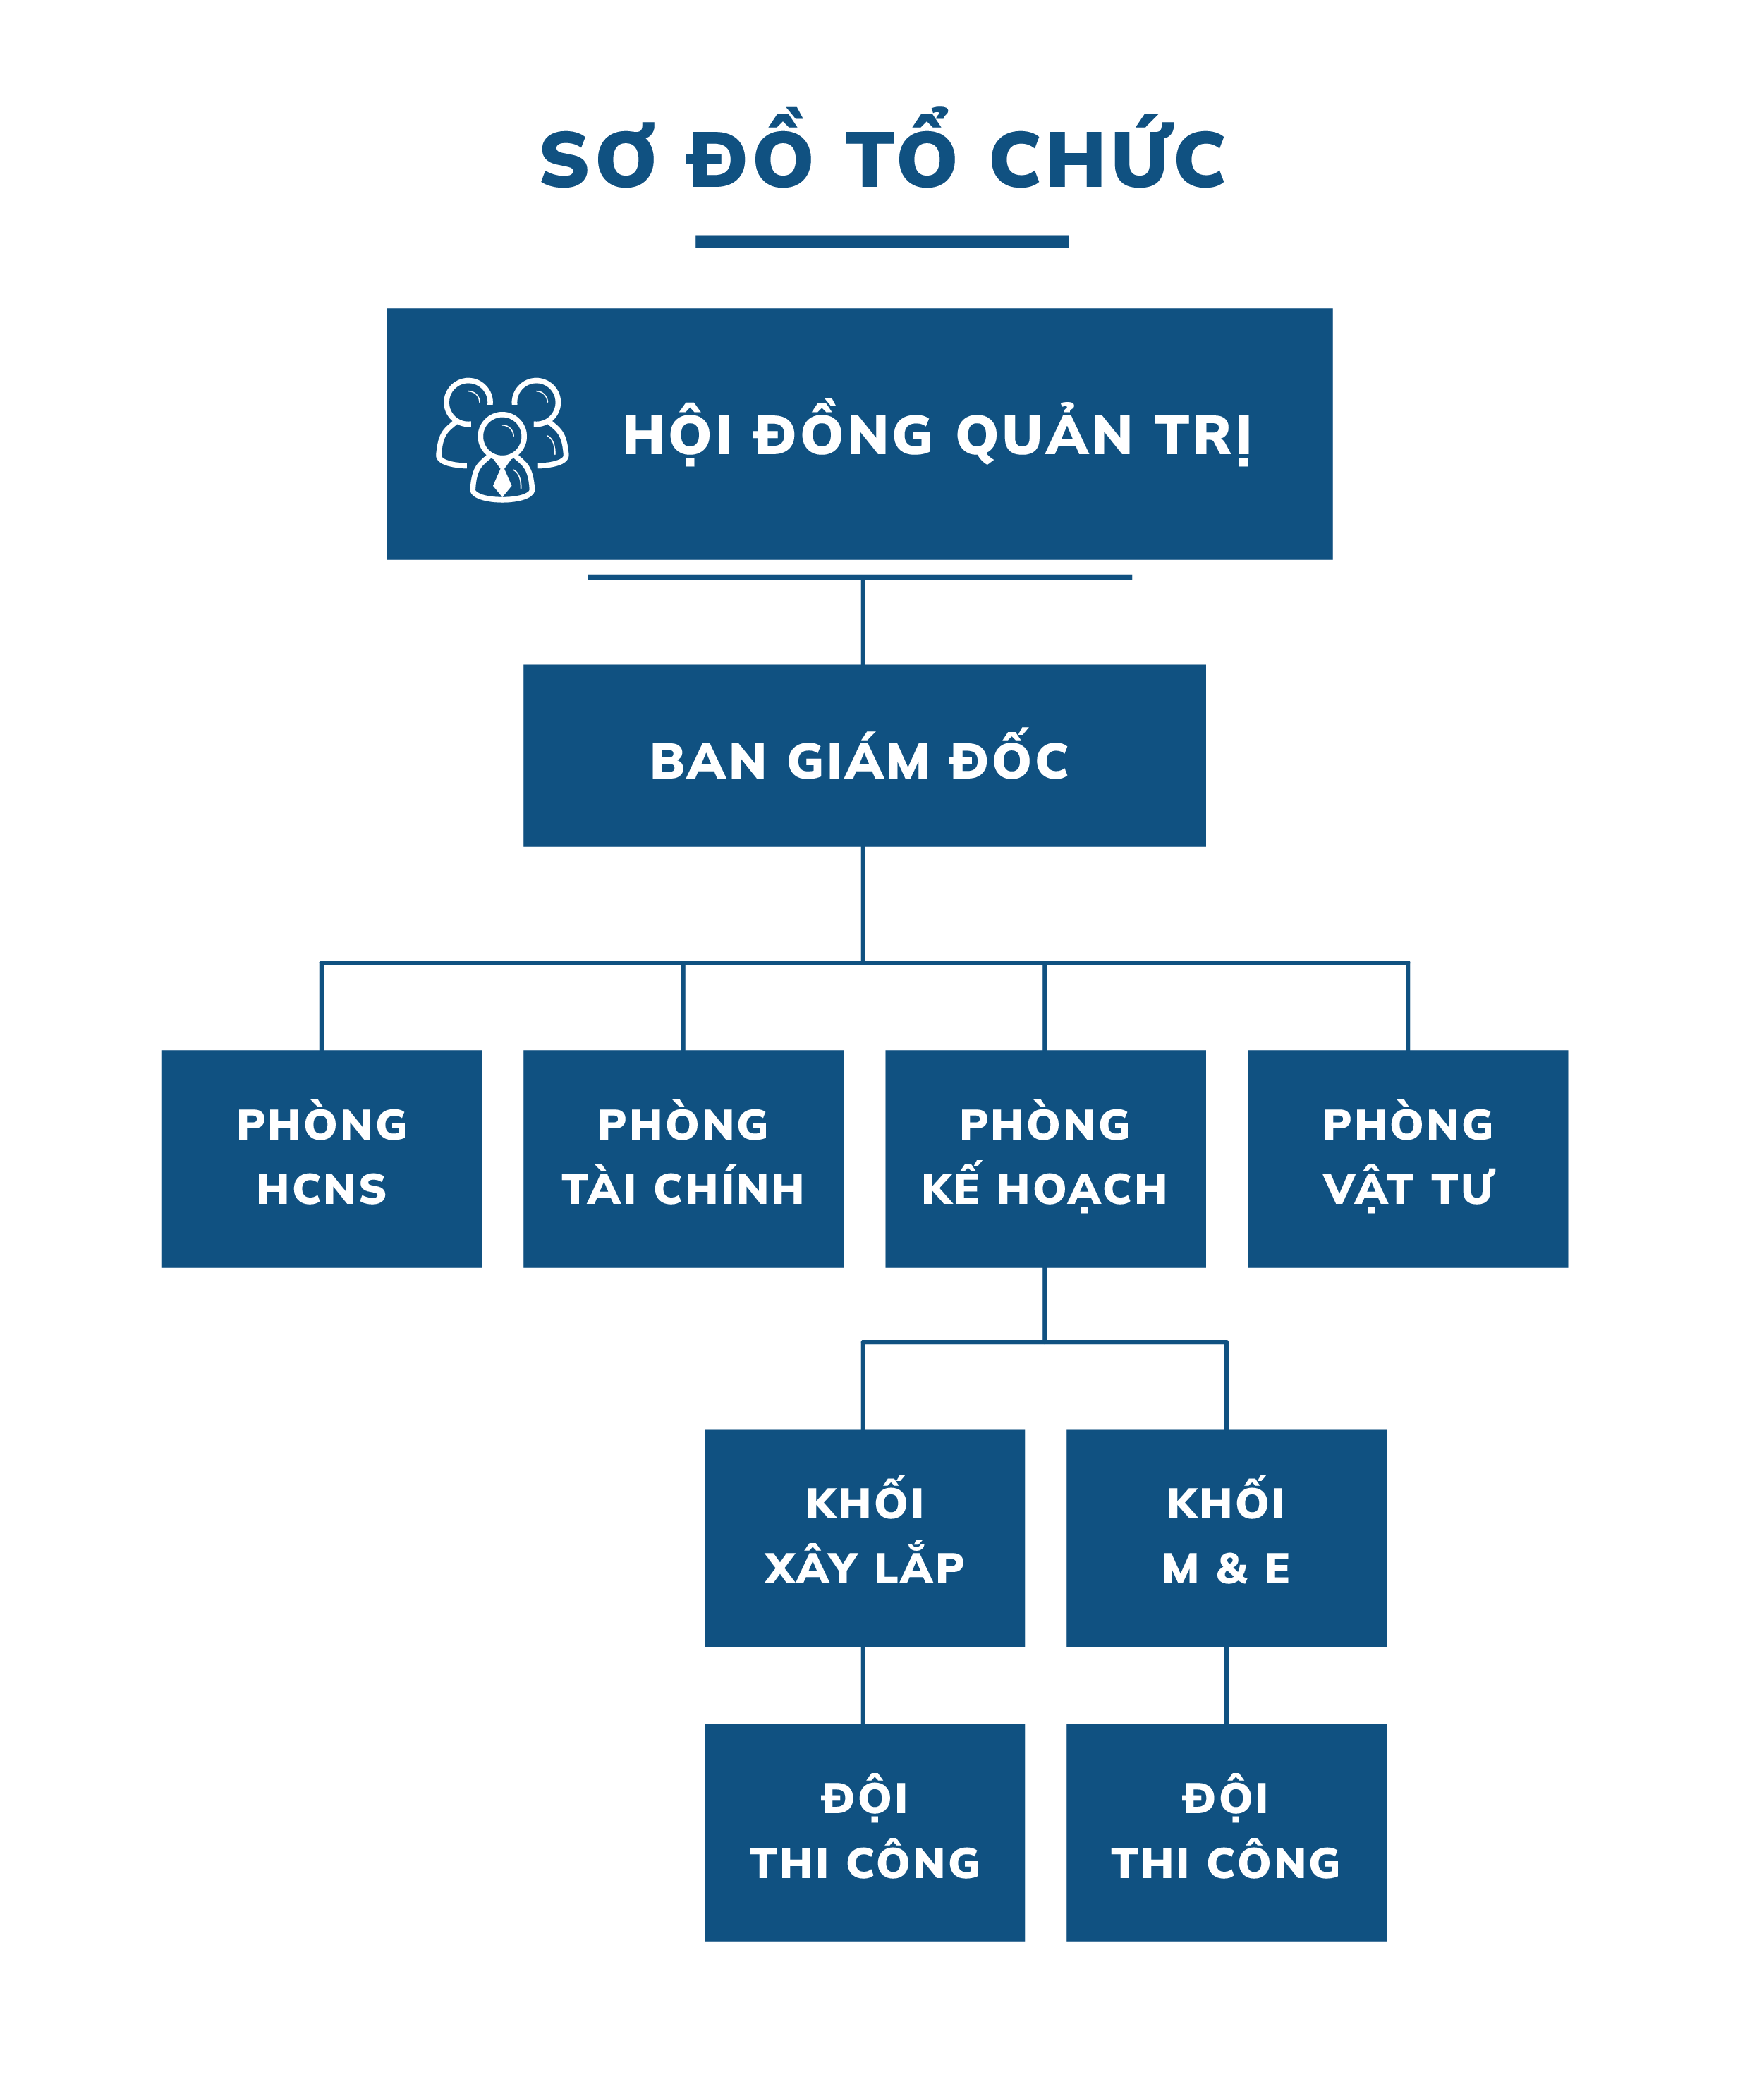 SƠ ĐỒ TỔ CHỨC
HỘI ĐỒNG QUẢN TRỊ
BAN GIÁM ĐỐC
PHÒNG
HCNS
PHÒNG
TÀI CHÍNH
PHÒNG
KẾ HOẠCH
PHÒNG
VẬT TƯ
KHỐI
XÂY LẮP
KHỐI
M & E
ĐỘI
THI CÔNG
ĐỘI
THI CÔNG